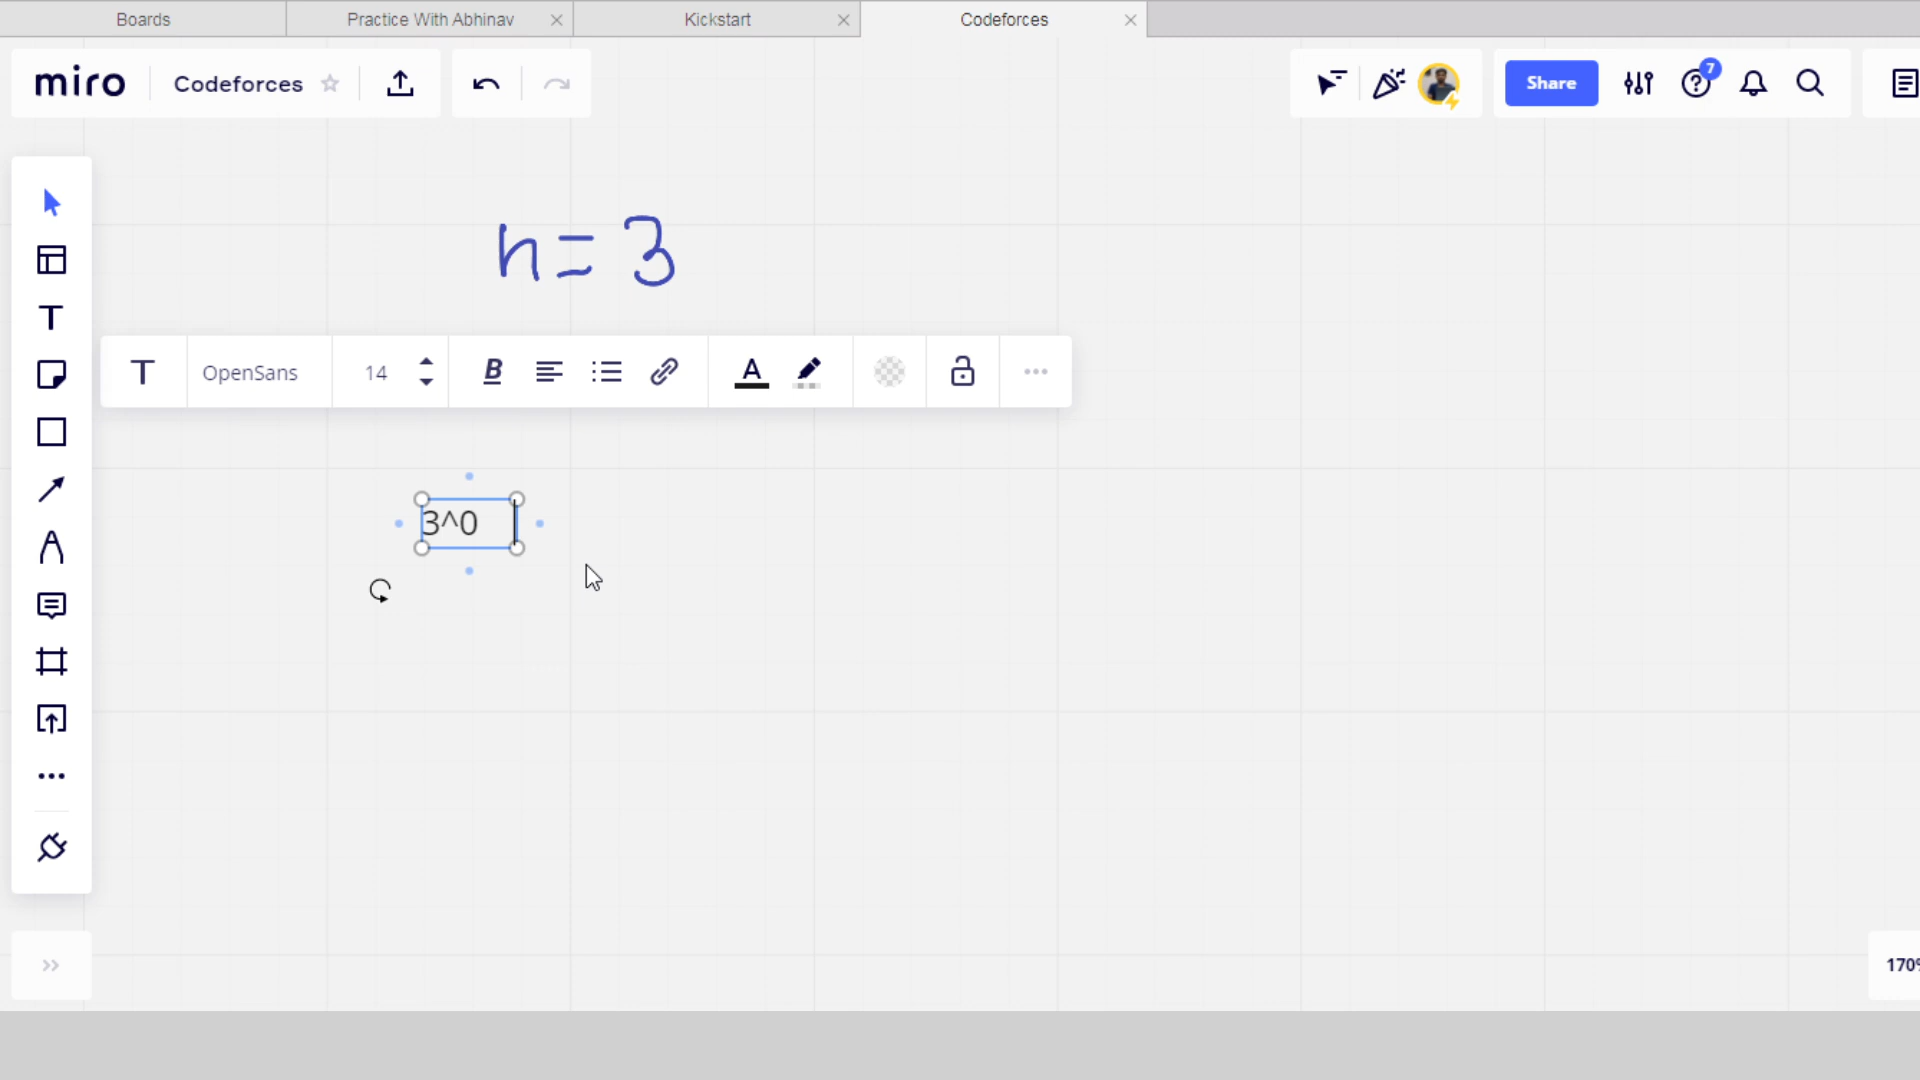 Boards Practice With Abhinav Kickstart Codeforces
miro Codeforces Share 7
n = 3
T OpenSans 14 B A
3^0
170%